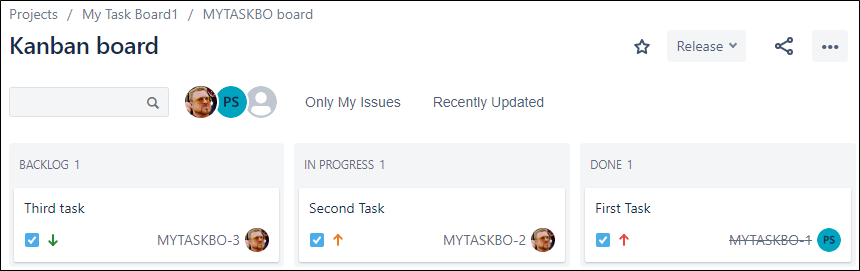 Projects / My Task Board1 / MYTASKBO board
Kanban board
Release
PS
Only My Issues
Recently Updated
BACKLOG 1
IN PROGRESS 1
DONE 1
Third task
MYTASKBO-3
Second Task
MYTASKBO-2
First Task
MYTASKBO-1
PS